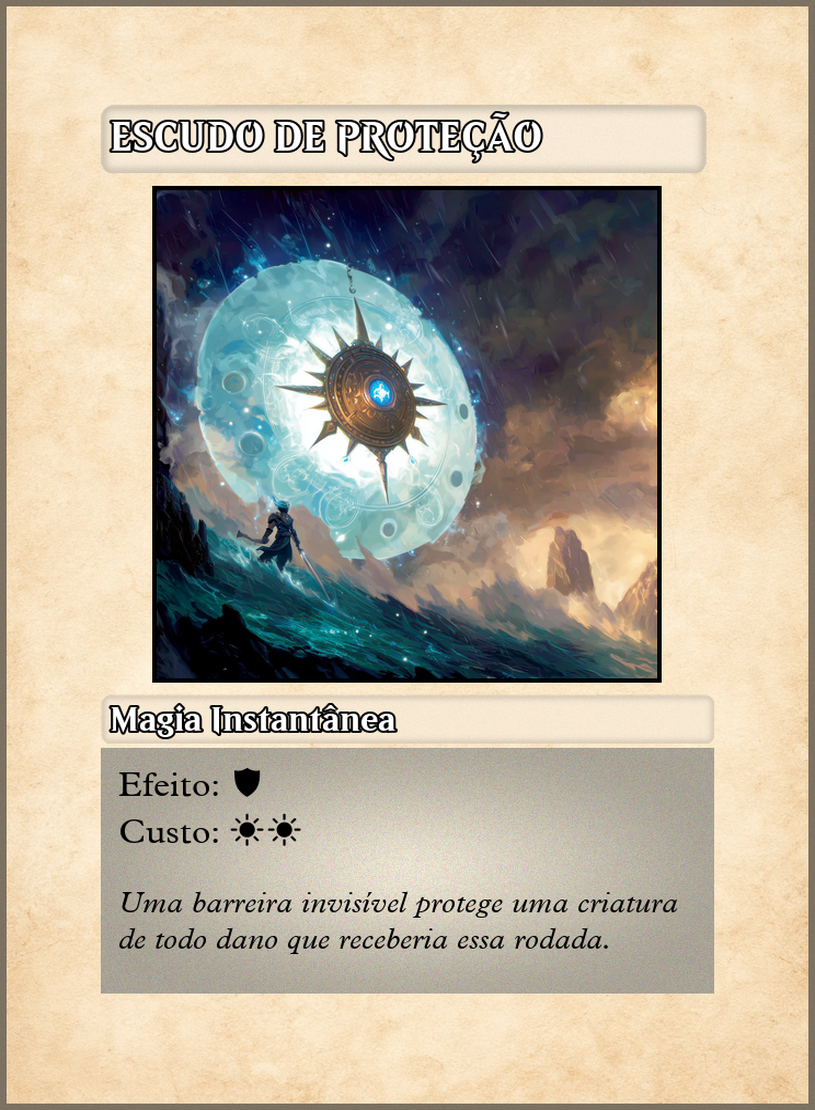 ESCUDO DE PROTEÇÃO
Magia Instantânea
Efeito:
Custo:
Uma barreira invisível protege uma criatura
de todo dano que receberia essa rodada.